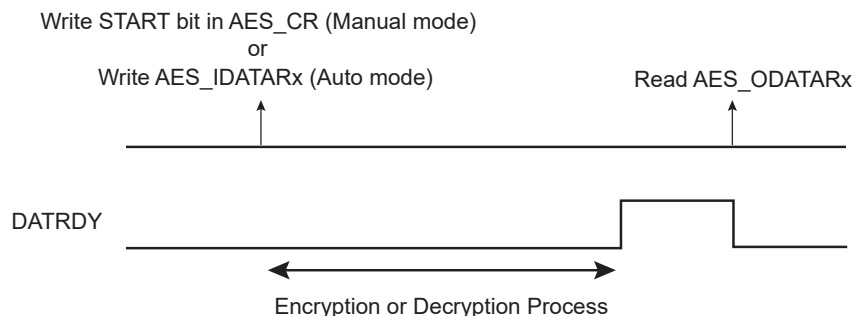 Write START bit in AES_CR (Manual mode)
or
Write AES_IDATARx (Auto mode)
Read AES_ODATARx
DATRDY
Encryption or Decryption Process